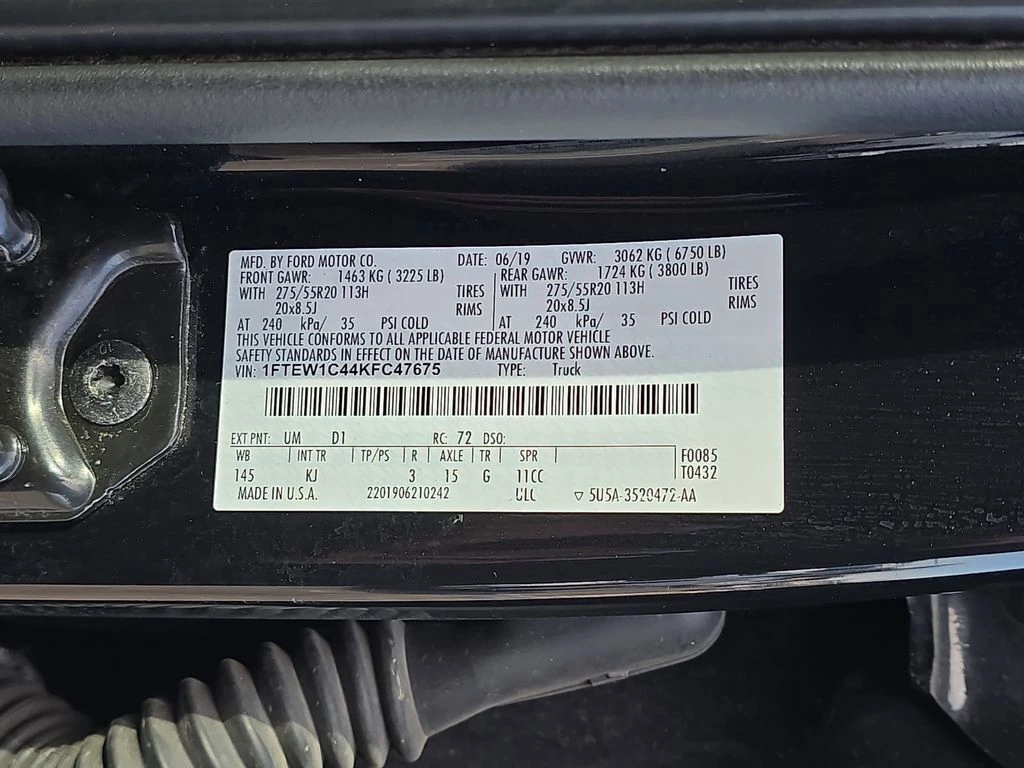 MFD. BY FORD MOTOR CO. DATE: 06/19 GVWR: 3062 KG ( 6750 LB)
FRONT GAWR: 1463 KG ( 3225 LB) REAR GAWR: 1724 KG ( 3800 LB)
WITH 275/55R20 113H TIRES WITH 275/55R20 113H TIRES
20x8.5J RIMS 20x8.5J RIMS
AT 240 kPa/ 35 PSI COLD AT 240 kPa/ 35 PSI COLD
THIS VEHICLE CONFORMS TO ALL APPLICABLE FEDERAL MOTOR VEHICLE
SAFETY STANDARDS IN EFFECT ON THE DATE OF MANUFACTURE SHOWN ABOVE.
VIN: 1FTEW1C44KFC47675 TYPE: Truck
EXT PNT: UM D1 RC: 72 DSO:
WB | INT TR | TP/PS | R | AXLE | TR | SPR | F0085
145 KJ 3 15 G 11CC T0432
MADE IN U.S.A. 2201906210242 ULC ▽ 5U5A-3520472-AA